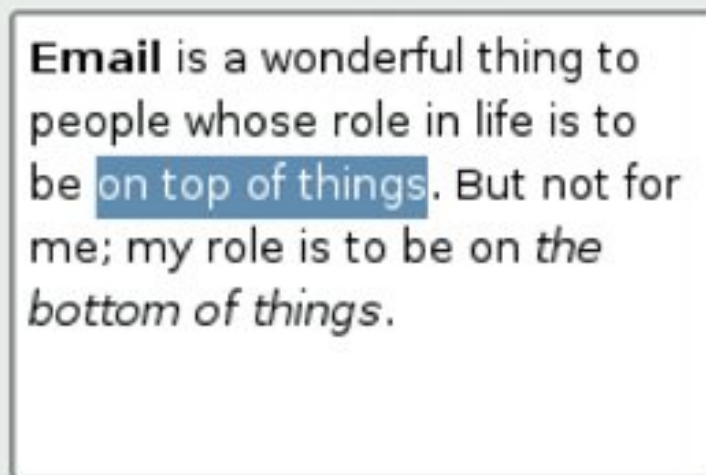 Email is a wonderful thing to
people whose role in life is to
be on top of things. But not for
me; my role is to be on the
bottom of things.